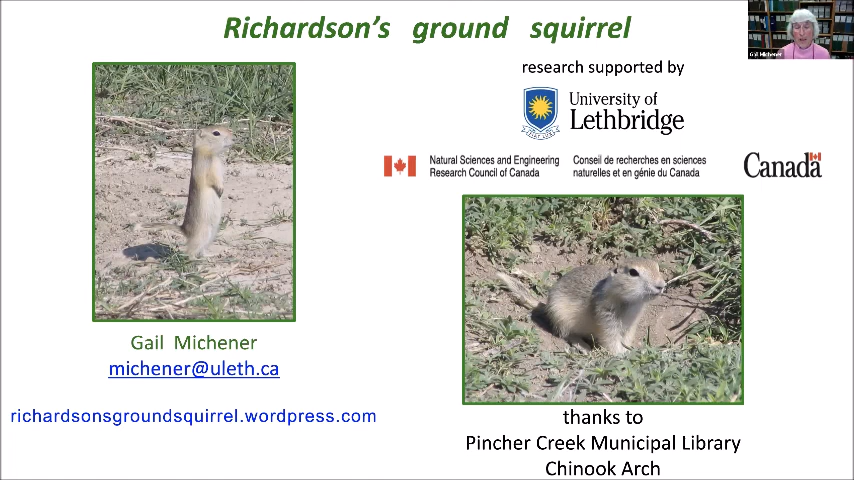 Richardson's ground squirrel
Gail Michener
research supported by
University of
Lethbridge
Natural Sciences and Engineering
Research Council of Canada
Conseil de recherches en sciences
naturelles et en génie du Canada
Canada
Gail Michener
michener@uleth.ca
richardsonsgroundsquirrel.wordpress.com
thanks to
Pincher Creek Municipal Library
Chinook Arch